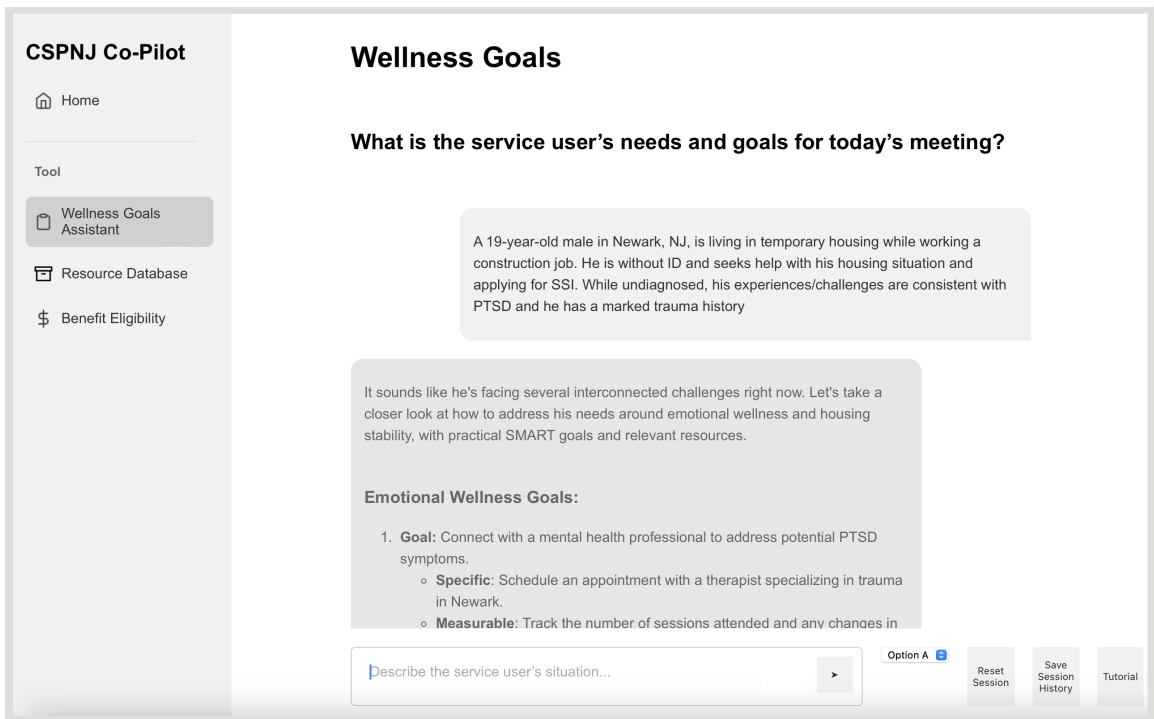 CSPNJ Co-Pilot
Home
Tool
Wellness Goals
Assistant
Resource Database
Benefit Eligibility
Wellness Goals
What is the service user’s needs and goals for today’s meeting?
A 19-year-old male in Newark, NJ, is living in temporary housing while working a
construction job. He is without ID and seeks help with his housing situation and
applying for SSI. While undiagnosed, his experiences/challenges are consistent with
PTSD and he has a marked trauma history
It sounds like he's facing several interconnected challenges right now. Let's take a
closer look at how to address his needs around emotional wellness and housing
stability, with practical SMART goals and relevant resources.
Emotional Wellness Goals:
1. Goal: Connect with a mental health professional to address potential PTSD
symptoms.
Specific: Schedule an appointment with a therapist specializing in trauma
in Newark.
Measurable: Track the number of sessions attended and any changes in
Describe the service user’s situation...
Option A
Reset
Session
Save
Session
History
Tutorial